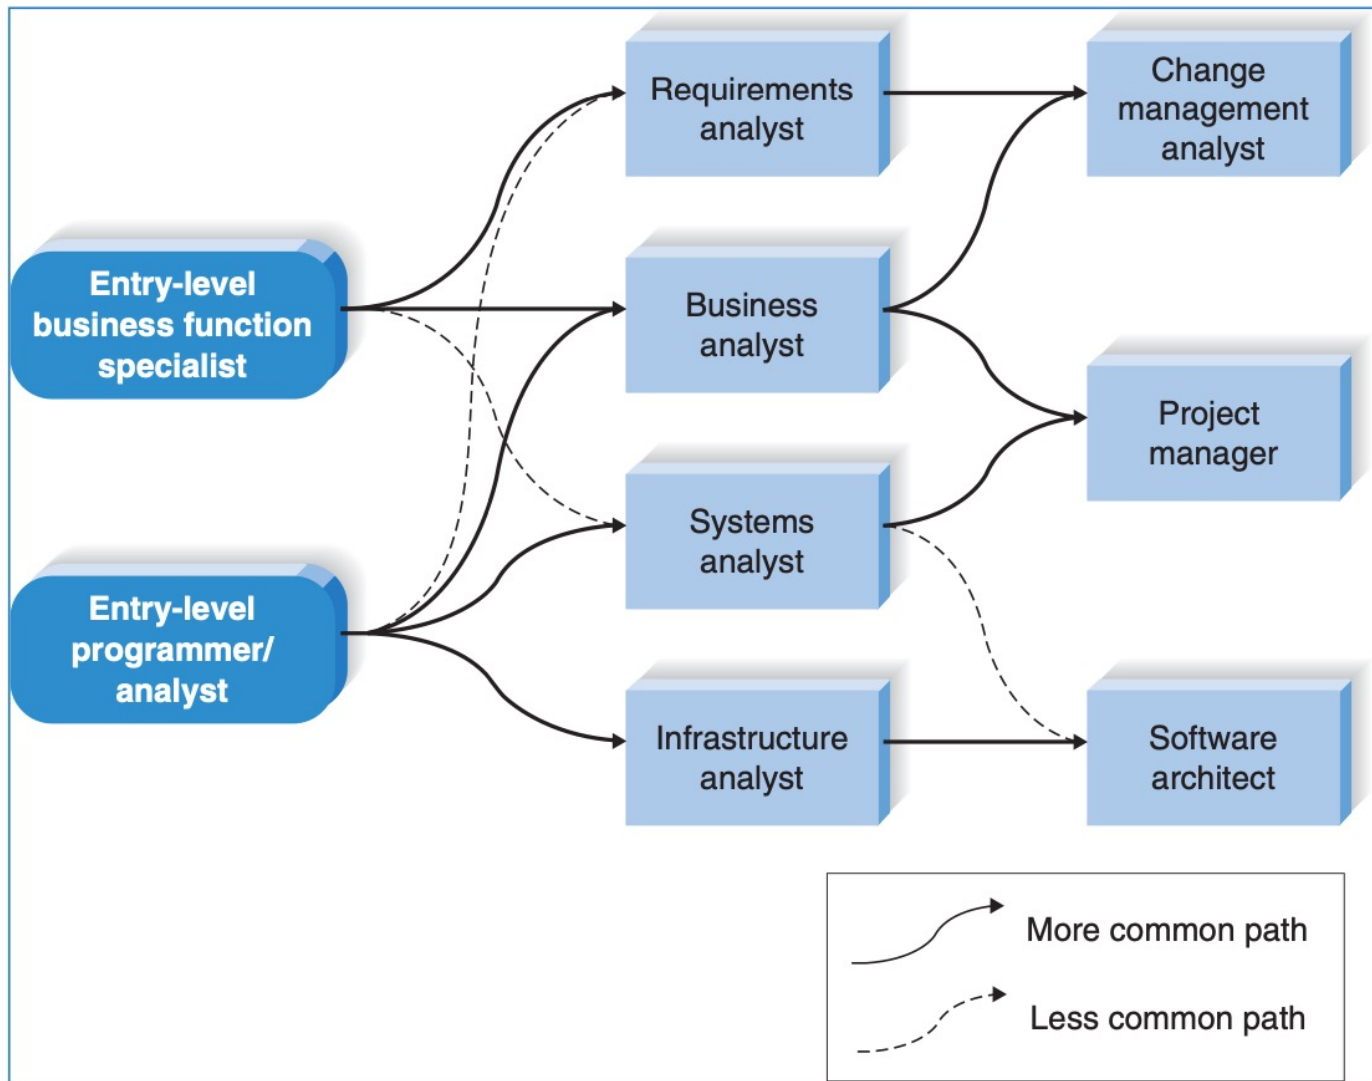 Entry-level
business function
specialist
Entry-level
programmer/
analyst
Requirements
analyst
Business
analyst
Systems
analyst
Infrastructure
analyst
Change
management
analyst
Project
manager
Software
architect
More common path
Less common path